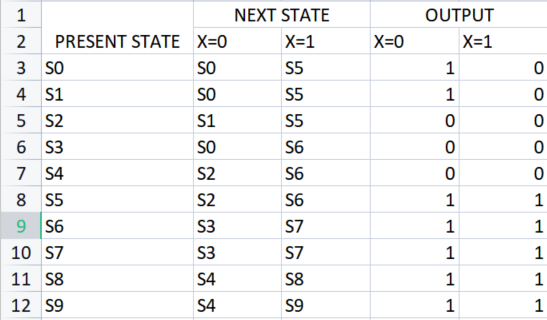 1 NEXT STATE OUTPUT
2 PRESENT STATE X=0 X=1 X=0 X=1
3 S0 S0 S5 1 0
4 S1 S0 S5 1 0
5 S2 S1 S5 0 0
6 S3 S0 S6 0 0
7 S4 S2 S6 0 0
8 S5 S2 S6 1 1
9 S6 S3 S7 1 1
10 S7 S3 S7 1 1
11 S8 S4 S8 1 1
12 S9 S4 S9 1 1